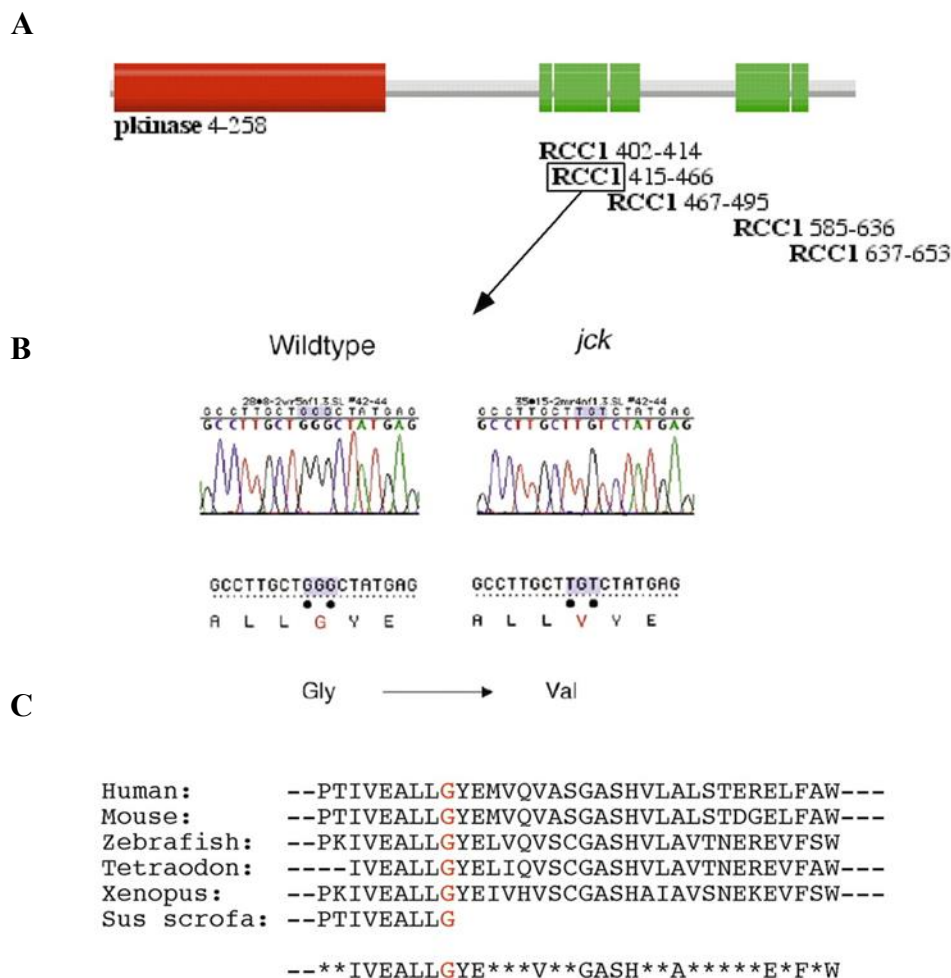 A
pkinase 4-258
RCC1 402-414
RCC1 415-466
RCC1 467-495
RCC1 585-636
RCC1 637-653
B
Wildtype
jck
GCCTTGCTGGGCTATGAG
GCCTTGCTTGTCTATGAG
GCCTTGCTGGGCTATGAG
GCCTTGCTTGTCTATGAG
GCCTTGCTGGGCTATGAG
GCCTTGCTTGTCTATGAG
A L L G Y E
A L L V Y E
Gly
Val
C
Human: --PTIVEALLGYEMVQVASGASHVLALSTERELFAW---
Mouse: --PTIVEALLGYEMVQVASGASHVLALSTDGELFAW---
Zebrafish: --PKIVEALLGYELVQVSCGASHVLAVTNEREVFSW
Tetraodon: ----IVEALLGYELIQVSCGASHVLAVTNEREVFAW---
Xenopus: --PKIVEALLGYEIVHVSCGASHAIAVSNEKEVFSW---
Sus scrofa: --PTIVEALLG
--**IVEALLGYE***V**GASH**A*****E*F*W